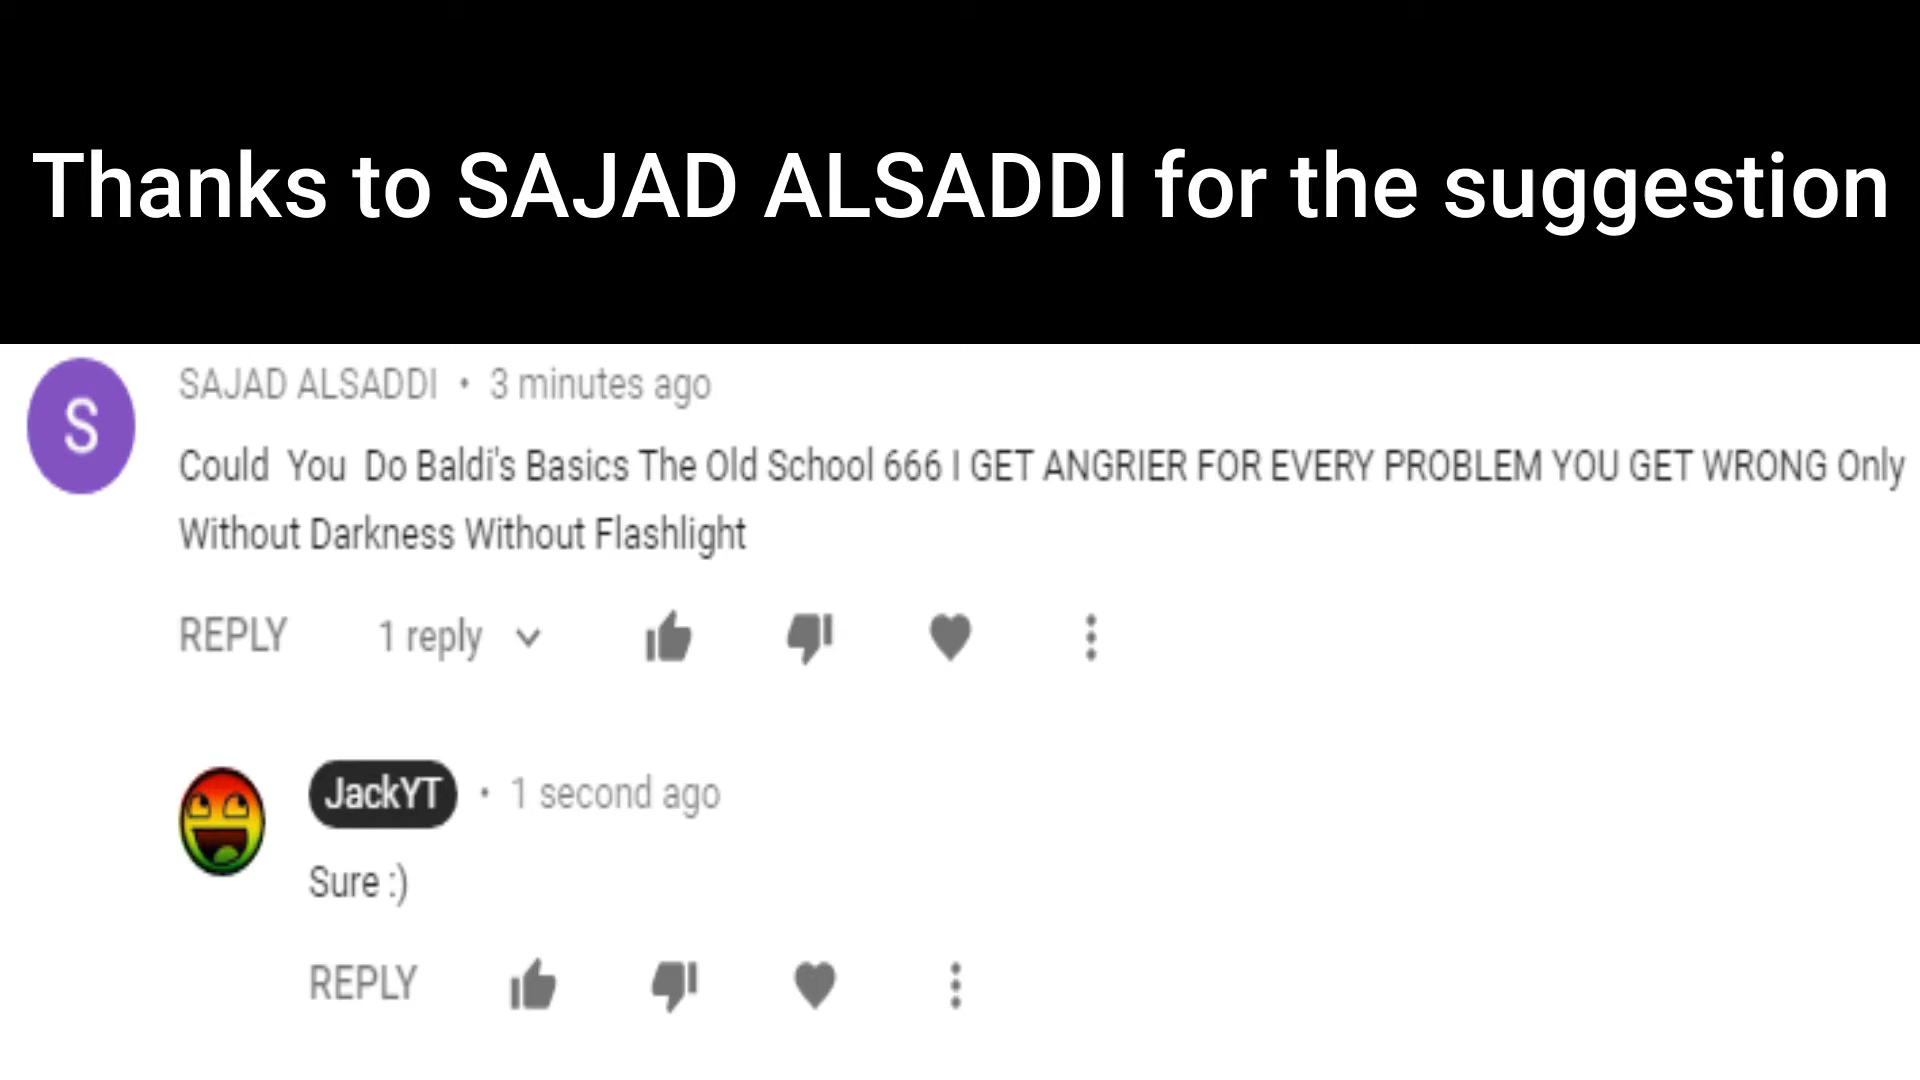 Thanks to SAJAD ALSADDI for the suggestion
S
SAJAD ALSADDI • 3 minutes ago
Could You Do Baldi's Basics The Old School 666 I GET ANGRIER FOR EVERY PROBLEM YOU GET WRONG Only
Without Darkness Without Flashlight
REPLY 1 reply
JackYT • 1 second ago
Sure :)
REPLY